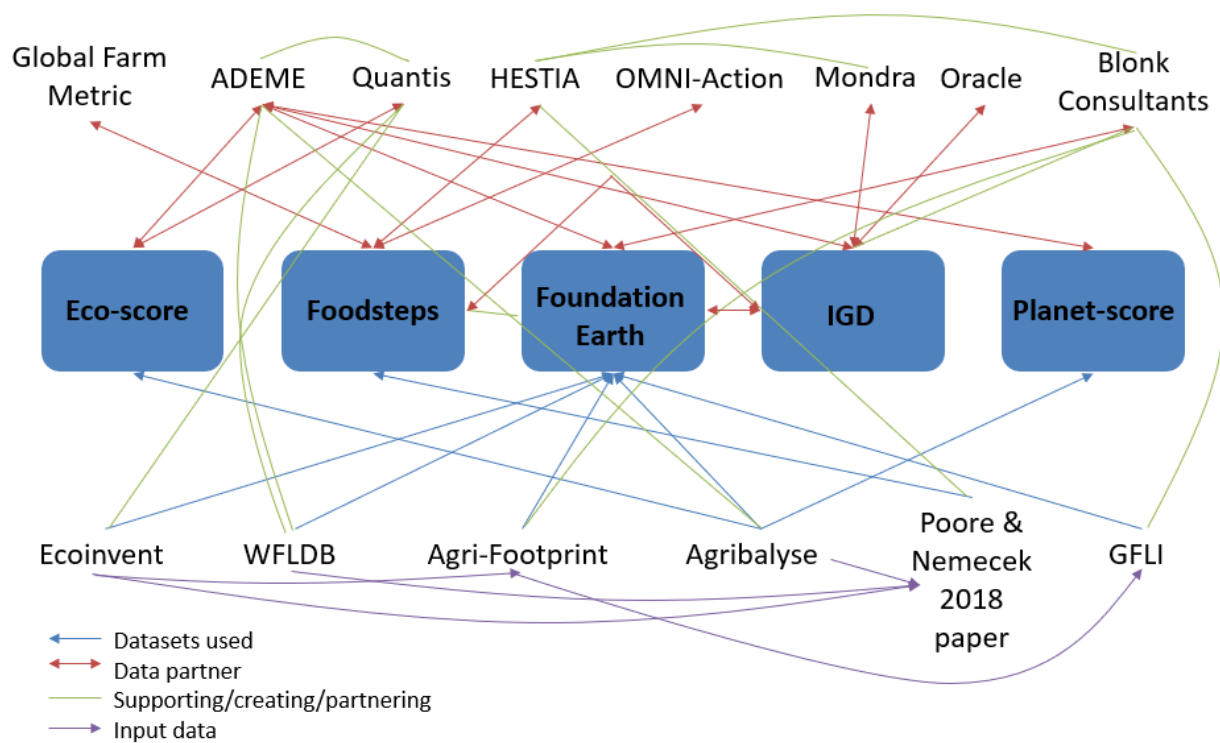 Global Farm
Metric
ADEME
Quantis
HESTIA
OMNI-Action
Mondra
Oracle
Blonk
Consultants
Eco-score
Foodsteps
Foundation
Earth
IGD
Planet-score
Ecoinvent
WFLDB
Agri-Footprint
Agribalyse
Poore &
Nemecek
2018
paper
GFLI
Datasets used
Data partner
Supporting/creating/partnering
Input data